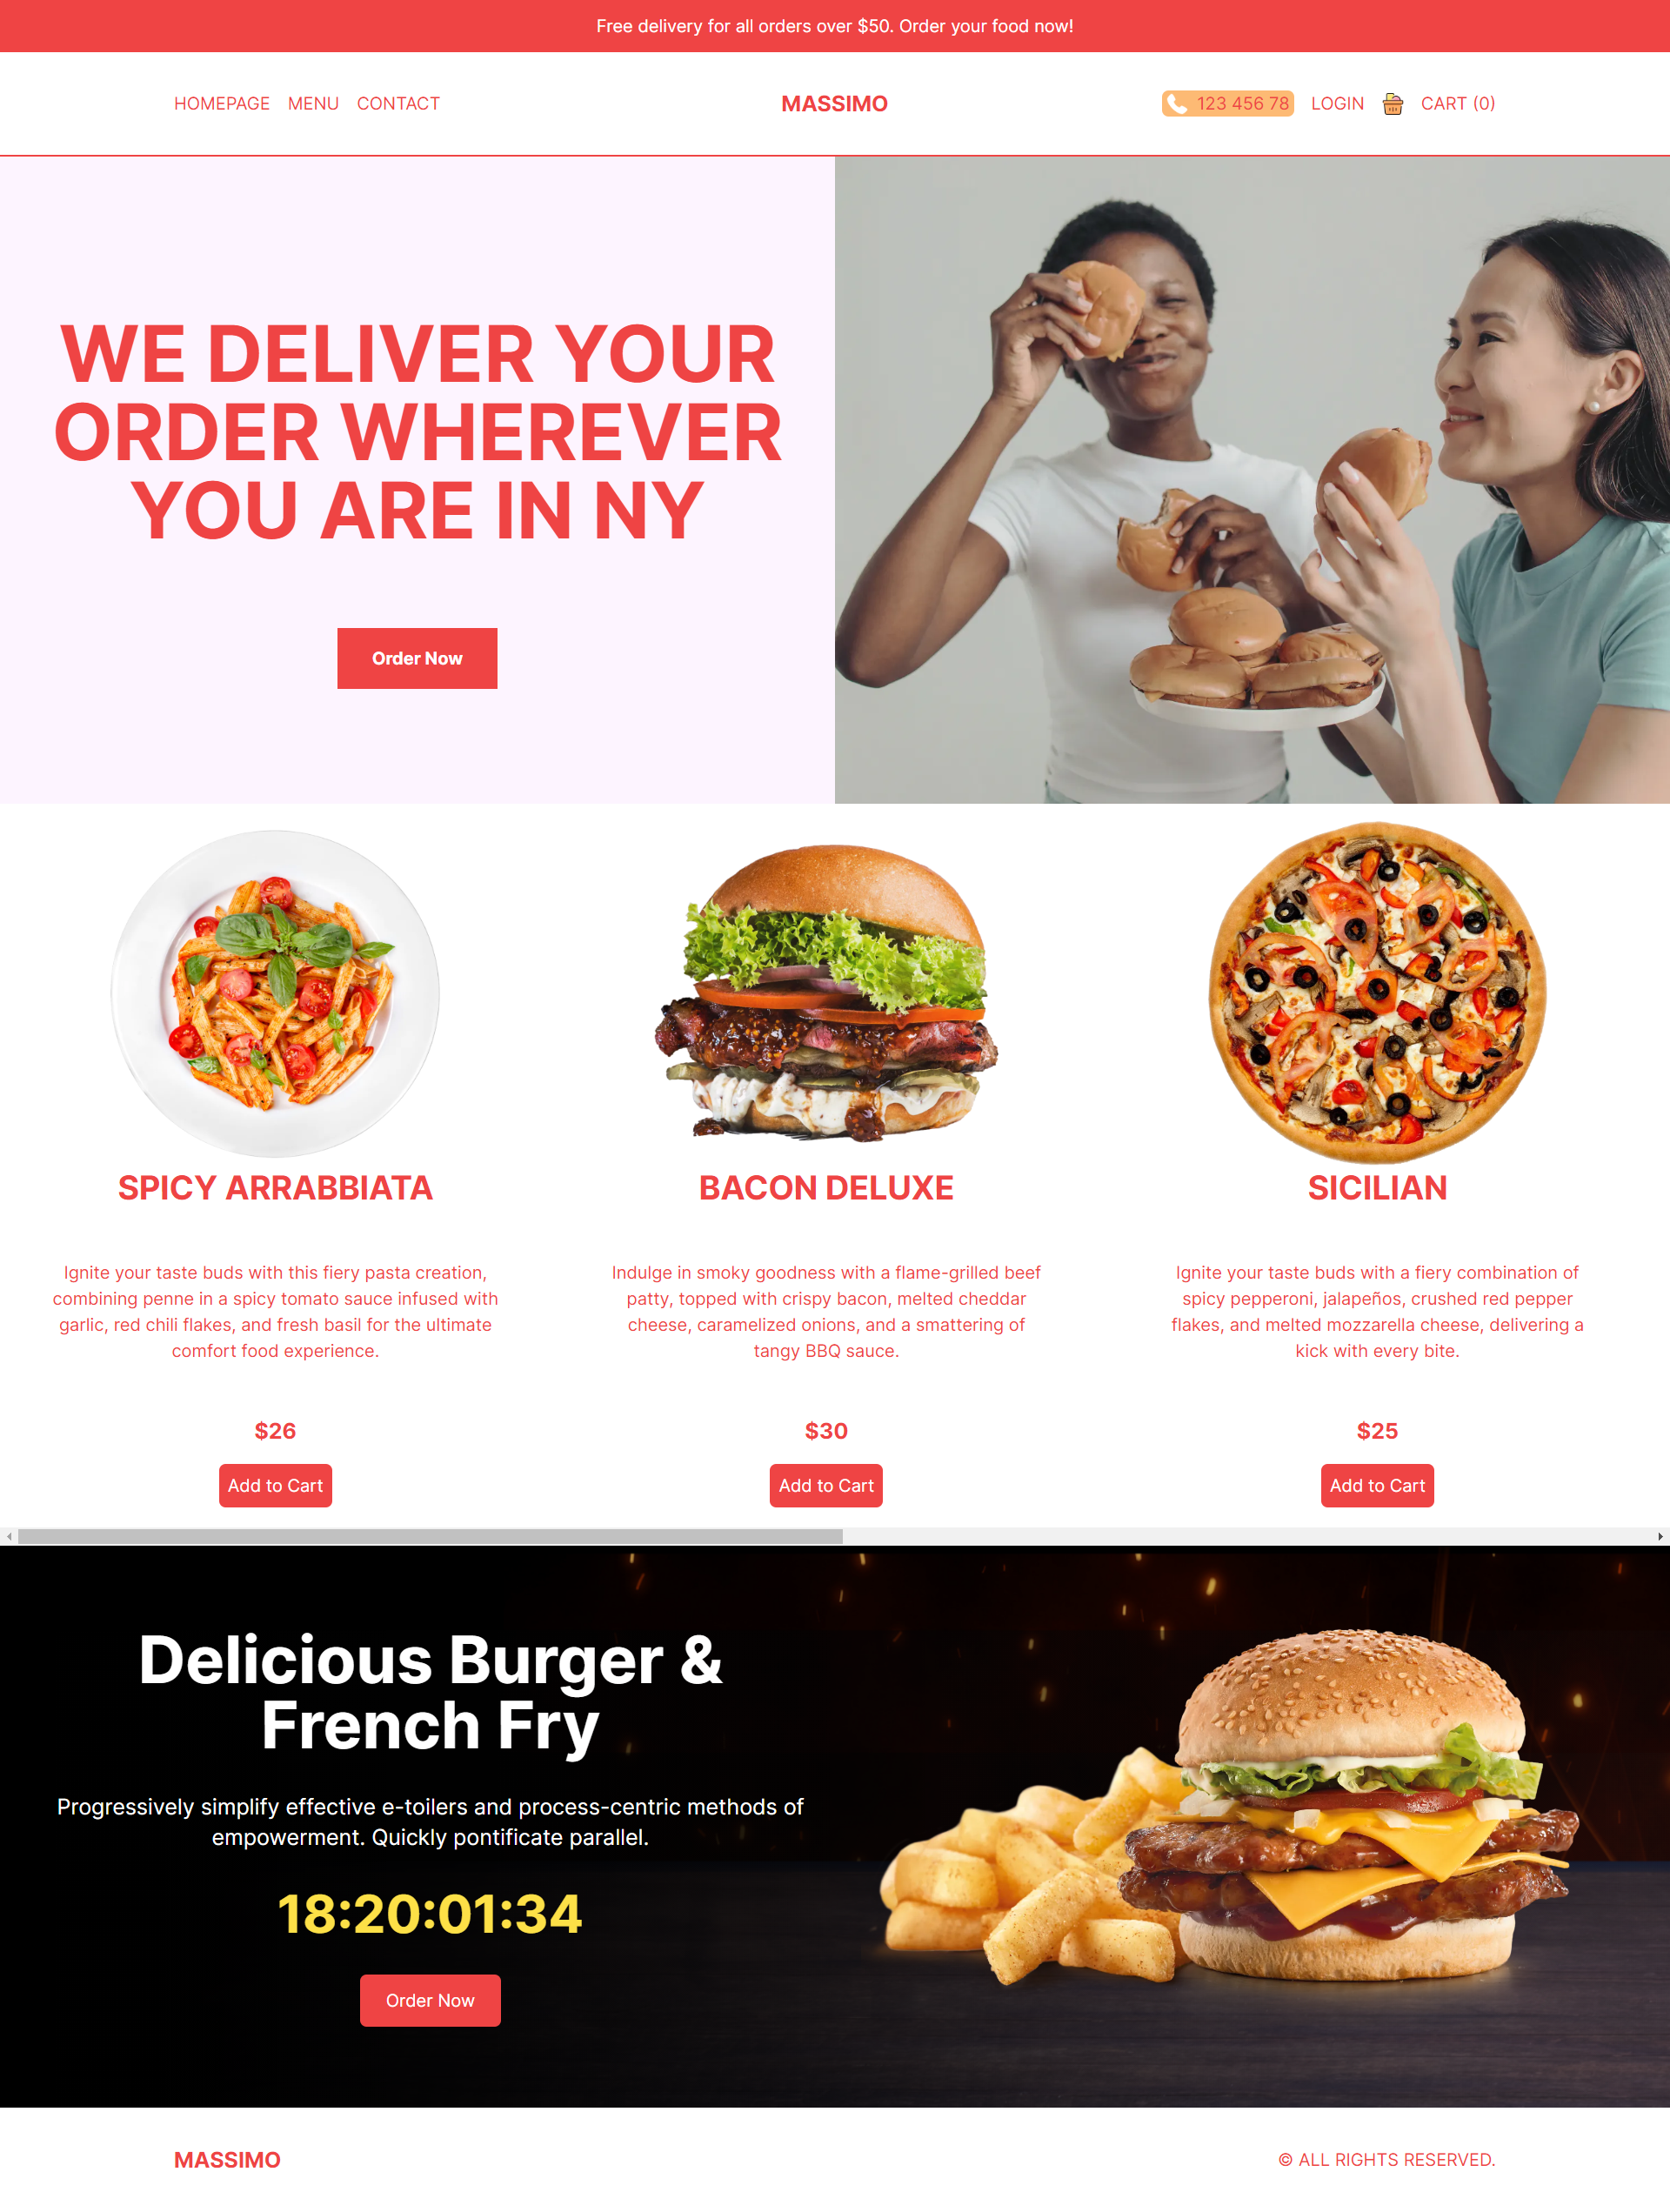 Free delivery for all orders over $50. Order your food now!
HOMEPAGE MENU CONTACT
MASSIMO
123 456 78 LOGIN CART (0)
WE DELIVER YOUR
ORDER WHEREVER
YOU ARE IN NY
Order Now
SPICY ARRABBIATA
Ignite your taste buds with this fiery pasta creation,
combining penne in a spicy tomato sauce infused with
garlic, red chili flakes, and fresh basil for the ultimate
comfort food experience.
$26
Add to Cart
BACON DELUXE
Indulge in smoky goodness with a flame-grilled beef
patty, topped with crispy bacon, melted cheddar
cheese, caramelized onions, and a smattering of
tangy BBQ sauce.
$30
Add to Cart
SICILIAN
Ignite your taste buds with a fiery combination of
spicy pepperoni, jalapeños, crushed red pepper
flakes, and melted mozzarella cheese, delivering a
kick with every bite.
$25
Add to Cart
Delicious Burger &
French Fry
Progressively simplify effective e-toilers and process-centric methods of
empowerment. Quickly pontificate parallel.
18:20:01:34
Order Now
MASSIMO
© ALL RIGHTS RESERVED.